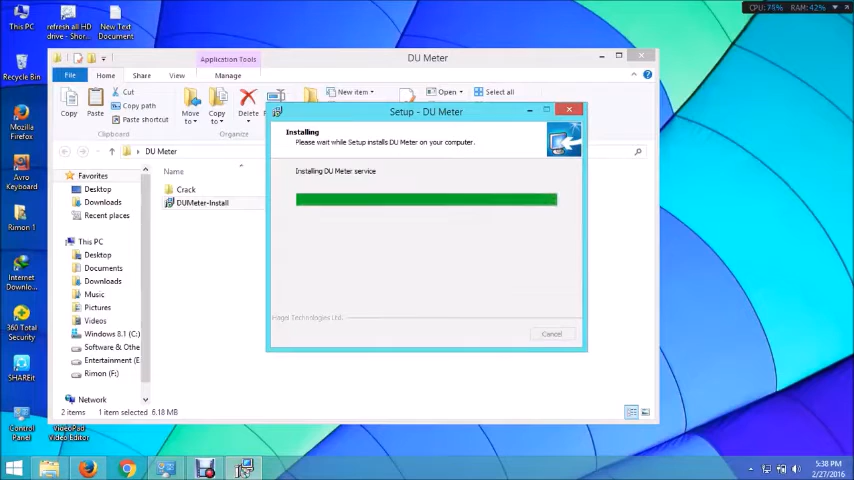 This PC
refresh all HD
drive - Shor...
New Text
Document
CPU: 75% RAM: 42%
Recycle Bin
Mozilla
Firefox
Avro
Keyboard
Rimon 1
Internet
Downlo...
360 Total
Security
SHAREit
Control
Panel
VideoPad
Video Editor
Application Tools
DU Meter
File Home Share View Manage
Copy
Paste
Cut
Copy path
Paste shortcut
Move
to
Copy
to
Delete
New item
Open
Select all
Clipboard
Organize
DU Meter
Name
Crack
DUMeter-Install
Favorites
Desktop
Downloads
Recent places
This PC
Desktop
Documents
Downloads
Music
Pictures
Videos
Windows 8.1 (C:)
Software & Othe
Entertainment (E
Rimon (F:)
Network
2 items 1 item selected 6.18 MB
Setup - DU Meter
Installing
Please wait while Setup installs DU Meter on your computer.
Installing DU Meter service
Hagel Technologies Ltd.
Cancel
5:38 PM
2/27/2016